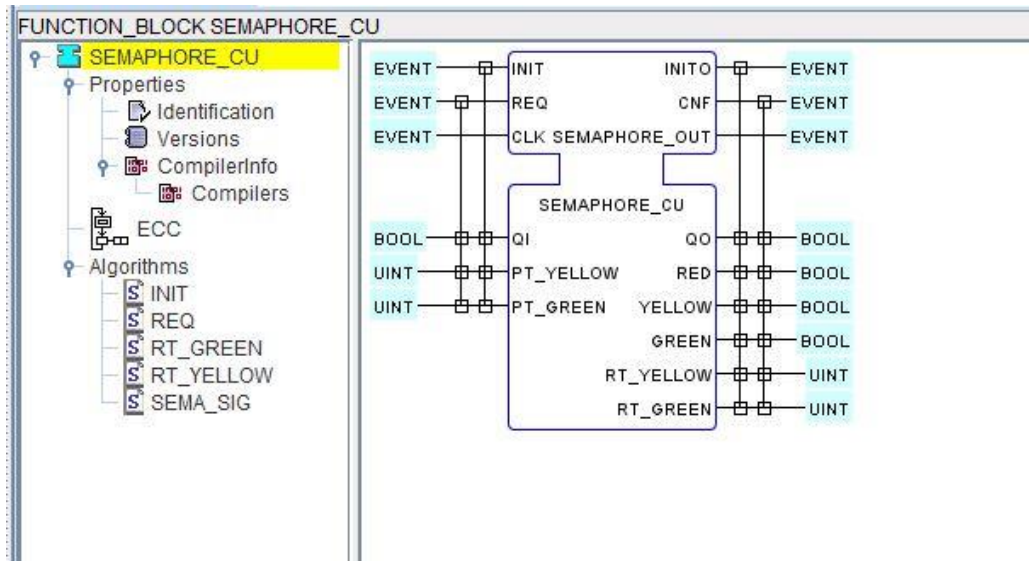 FUNCTION_BLOCK SEMAPHORE_CU
SEMAPHORE_CU
Properties
Identification
Versions
CompilerInfo
Compilers
ECC
Algorithms
INIT
REQ
RT_GREEN
RT_YELLOW
SEMA_SIG
EVENT INIT INITO EVENT
EVENT REQ CNF EVENT
EVENT CLK SEMAPHORE_OUT EVENT
SEMAPHORE_CU
BOOL QI QO BOOL
UINT PT_YELLOW RED BOOL
UINT PT_GREEN YELLOW BOOL
GREEN BOOL
RT_YELLOW UINT
RT_GREEN UINT